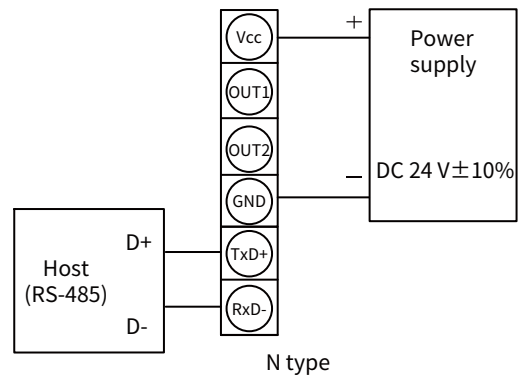 Vcc
+
Power
supply
OUT1
OUT2
DC 24 V±10%
−
GND
D+
TxD+
Host
(RS-485)
RxD-
D-
N type